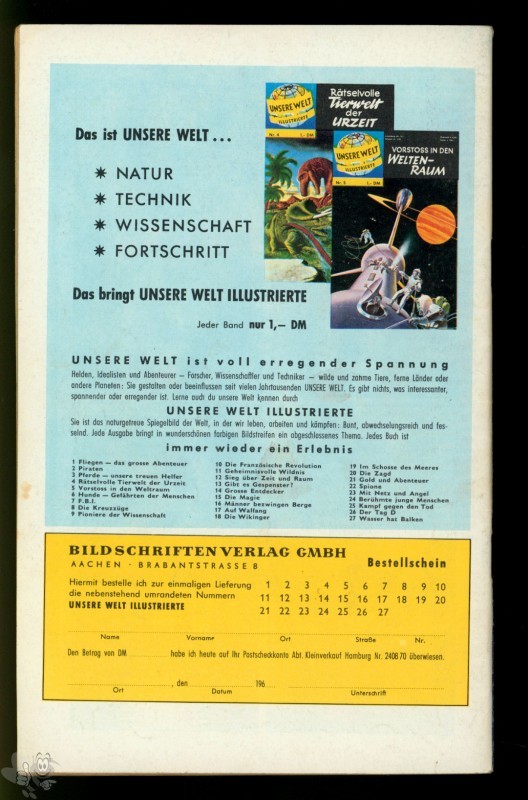 Rätselvolle
Tierwelt
der
URZEIT
UNSERE WELT
ILLUSTRIERTE
Nr. 4 1,- DM
VORSTOSS IN DEN
WELTEN-
RAUM
UNSERE WELT
ILLUSTRIERTE
Nr. 5 1,- DM
Das ist UNSERE WELT ...
✷ NATUR
✷ TECHNIK
✷ WISSENSCHAFT
✷ FORTSCHRITT
Das bringt UNSERE WELT ILLUSTRIERTE
Jeder Band nur 1,— DM
UNSERE WELT ist voll erregender Spannung
Helden, Idealisten und Abenteurer — Forscher, Wissenschaftler und Techniker — wilde und zahme Tiere, ferne Länder oder
andere Planeten: Sie gestalten oder beeinflussen seit vielen Jahrtausenden UNSERE WELT. Es gibt nichts, was interessanter,
spannender oder erregender ist. Lerne auch du unsere Welt kennen durch
UNSERE WELT ILLUSTRIERTE
Sie ist das naturgetreue Spiegelbild der Welt, in der wir leben, arbeiten und kämpfen: Bunt, abwechselungsreich und fes-
selnd. Jede Ausgabe bringt in wunderschönen farbigen Bildstreifen ein abgeschlossenes Thema. Jedes Buch ist
immer wieder ein Erlebnis
1 Fliegen — das grosse Abenteuer
2 Piraten
3 Pferde — unsere treuen Helfer
4 Rätselvolle Tierwelt der Urzeit
5 Vorstoss in den Weltraum
6 Hunde — Gefährten der Menschen
7 F.B.I.
8 Die Kreuzzüge
9 Pioniere der Wissenschaft
10 Die Französische Revolution
11 Geheimnisvolle Wildnis
12 Sieg über Zeit und Raum
13 Gibt es Gespenster?
14 Grosse Entdecker
15 Die Magie
16 Männer bezwingen Berge
17 Auf Walfang
18 Die Wikinger
19 Im Schosse des Meeres
20 Die Zagd
21 Gold und Abenteuer
22 Spione
23 Mit Netz und Angel
24 Berühmte junge Menschen
25 Kampf gegen den Tod
26 Der Tag D
27 Wasser hat Balken
BILDSCHRIFTENVERLAG GMBH
AACHEN · BRABANTSTRASSE 8
Bestellschein
Hiermit bestelle ich zur einmaligen Lieferung
die nebenstehend umrandeten Nummern
UNSERE WELT ILLUSTRIERTE
1 2 3 4 5 6 7 8 9 10
11 12 13 14 15 16 17 18 19 20
21 22 23 24 25 26 27
Name Vorname Ort Straße Nr.
Den Betrag von DM habe ich heute auf Ihr Postscheckkonto Abt. Kleinverkauf Hamburg Nr. 2408 70 überwiesen.
, den 196
Ort Datum Unterschrift